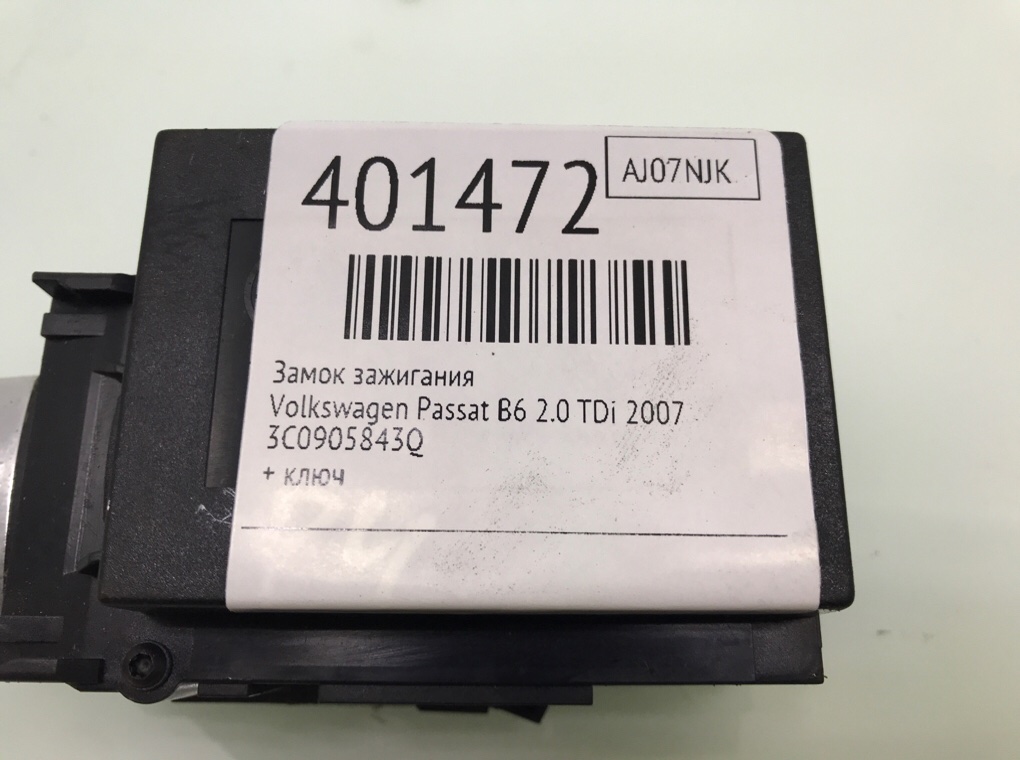 401472
AJ07NJK
Замок зажигания
Volkswagen Passat B6 2.0 TDi 2007
3C0905843Q
+ ключ